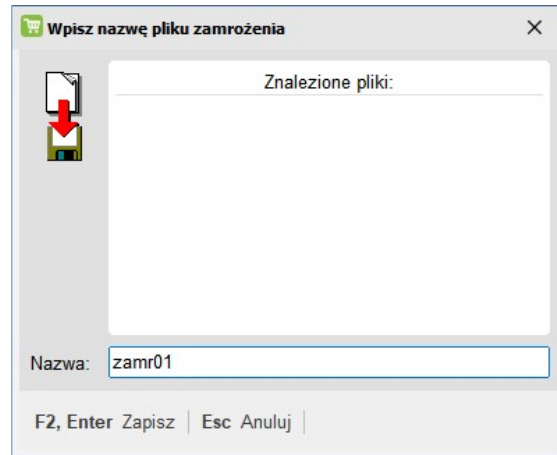 Wpisz nazwę pliku zamrożenia
Znalezione pliki:
Nazwa: zamr01
F2, Enter Zapisz | Esc Anuluj |